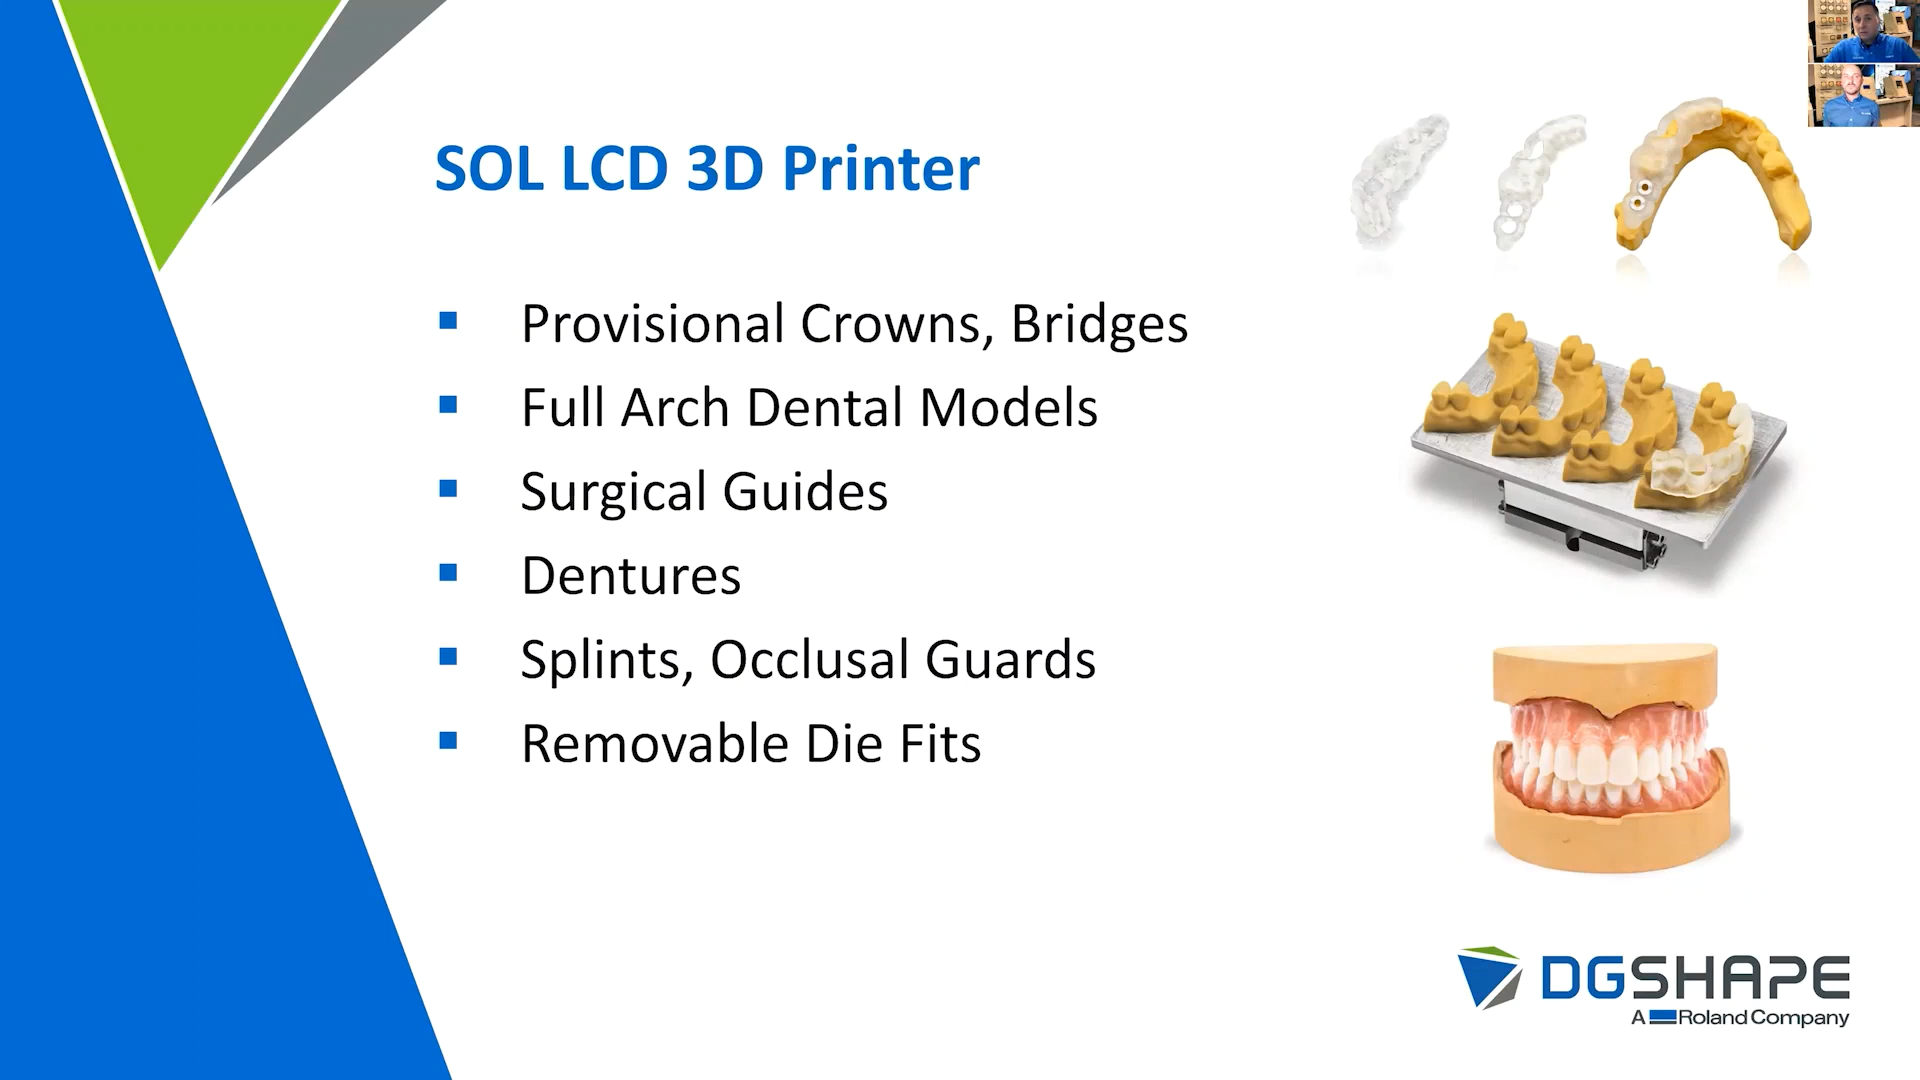 SOL LCD 3D Printer
Provisional Crowns, Bridges
Full Arch Dental Models
Surgical Guides
Dentures
Splints, Occlusal Guards
Removable Die Fits
DGSHAPE
A Roland Company